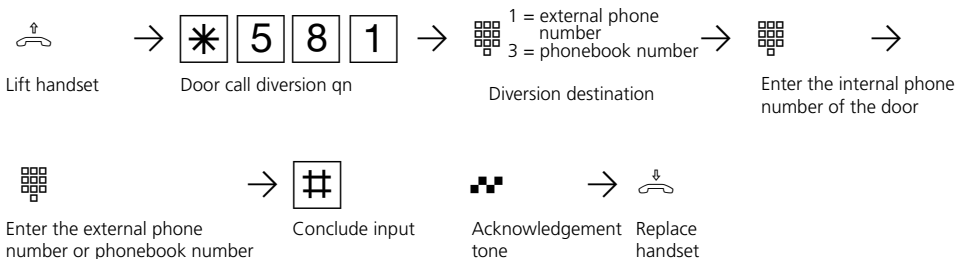 1 = external phone
number
3 = phonebook number
* 5 8 1
Lift handset
Door call diversion qn
Diversion destination
Enter the internal phone
number of the door
#
Enter the external phone
number or phonebook number
Conclude input
Acknowledgement
tone
Replace
handset